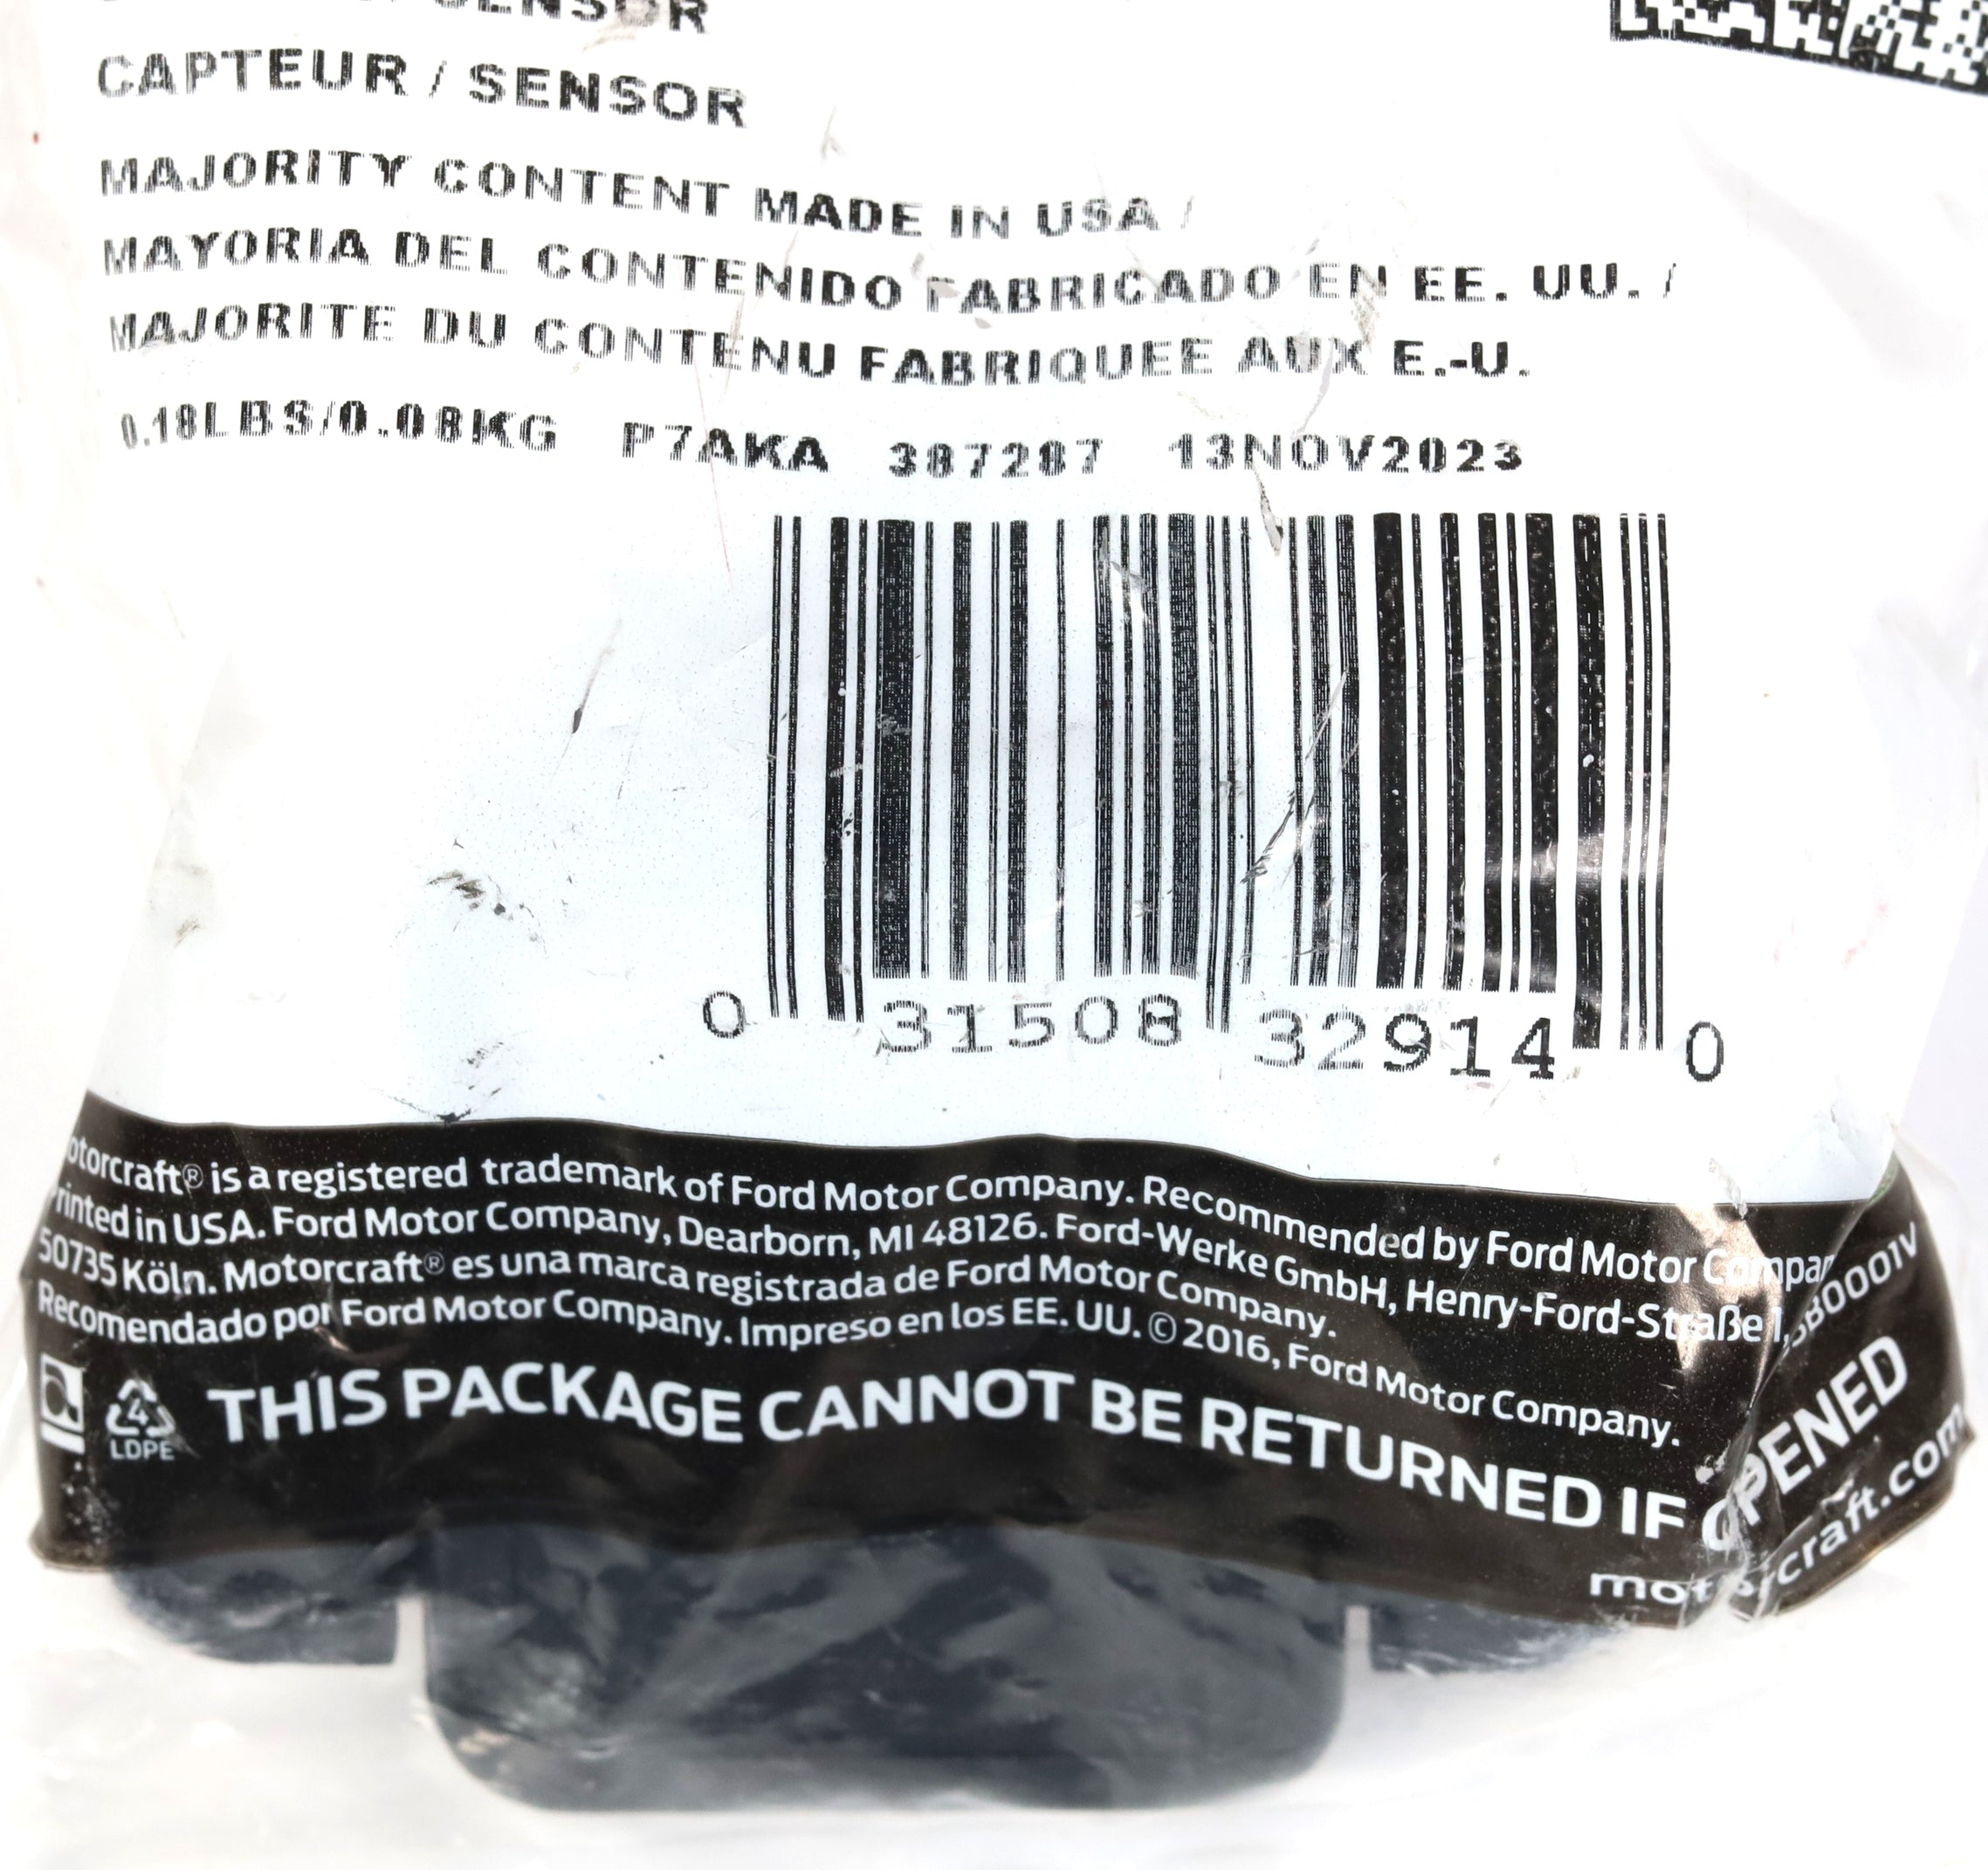 SENSOR
CAPTEUR / SENSOR
MAJORITY CONTENT MADE IN USA /
MAYORIA DEL CONTENIDO FABRICADO EN EE. UU. /
MAJORITE DU CONTENU FABRIQUEE AUX E.-U.
0.18LBS/0.08KG P7AKA 387287 13NOV2023
0 31508 32914 0
otorcraft® is a registered trademark of Ford Motor Company. Recommended by Ford Motor Compan
rinted in USA. Ford Motor Company, Dearborn, MI 48126. Ford-Werke GmbH, Henry-Ford-Straße 1,
50735 Köln. Motorcraft® es una marca registrada de Ford Motor Company.
Recomendado por Ford Motor Company. Impreso en los EE. UU. © 2016, Ford Motor Company.
SB0001V
4
LDPE
THIS PACKAGE CANNOT BE RETURNED IF OPENED
motorcraft.com